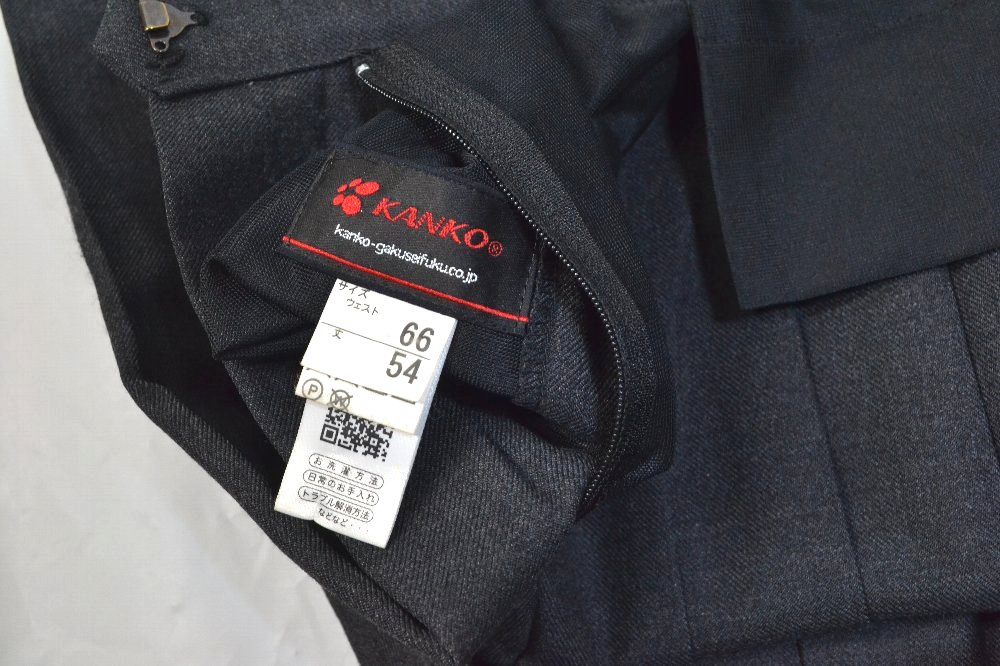 KANKO®
kanko-gakuseifuku.co.jp
サイズ
ウェスト
66
丈
54
P
W
お洗濯方法
日常のお手入れ
トラブル解消方法
などなど・・・